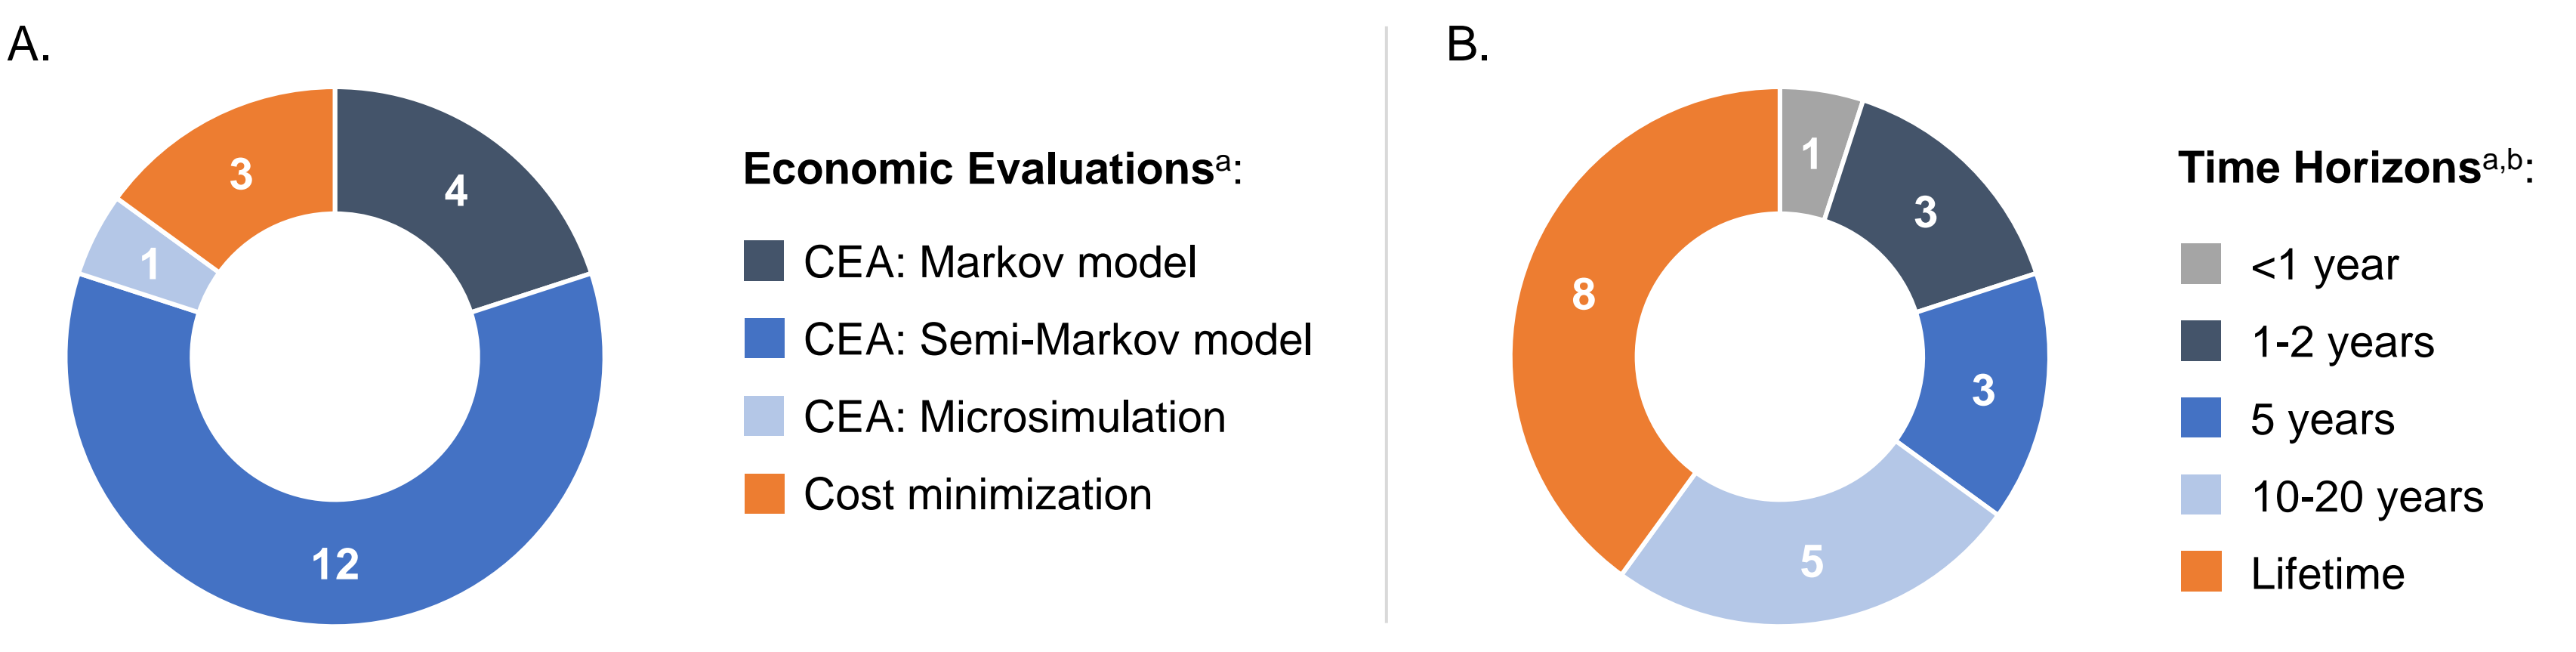 A.
3
4
1
12
Economic Evaluationsᵃ:
CEA: Markov model
CEA: Semi-Markov model
CEA: Microsimulation
Cost minimization
B.
1
3
8
3
5
Time Horizonsᵃ,ᵇ:
<1 year
1-2 years
5 years
10-20 years
Lifetime